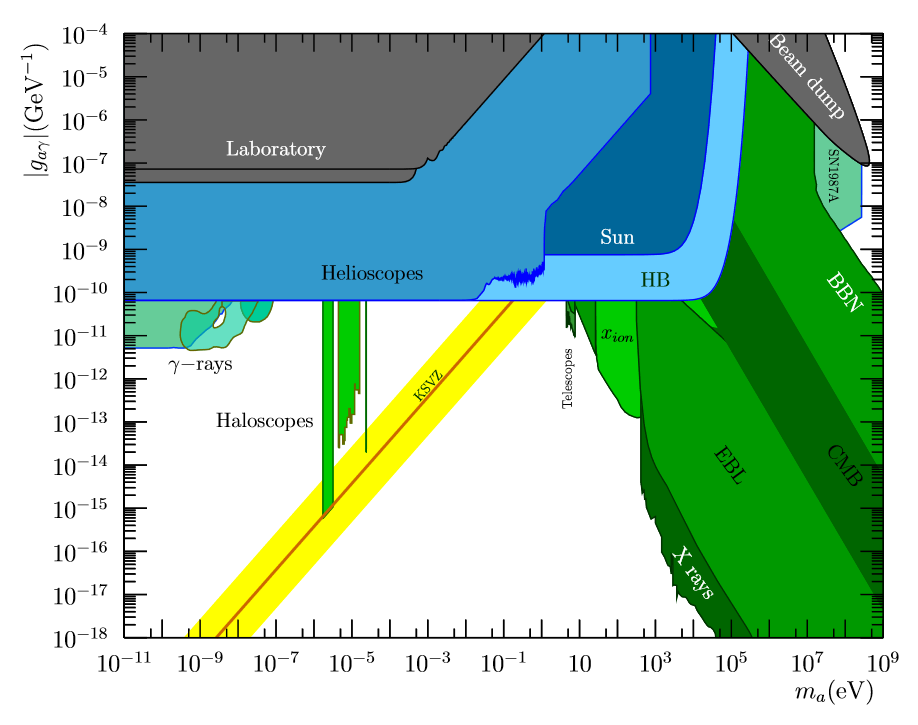 |g_{aγ}|(GeV^{−1})
10^{−4}
10^{−5}
10^{−6}
10^{−7}
10^{−8}
10^{−9}
10^{−10}
10^{−11}
10^{−12}
10^{−13}
10^{−14}
10^{−15}
10^{−16}
10^{−17}
10^{−18}
Beam dump
Laboratory
SN1987A
Sun
Helioscopes
HB
BBN
x_{ion}
γ−rays
Telescopes
KSVZ
Haloscopes
EBL
CMB
X rays
10^{−11} 10^{−9} 10^{−7} 10^{−5} 10^{−3} 10^{−1} 10 10^{3} 10^{5} 10^{7} 10^{9}
m_a(eV)